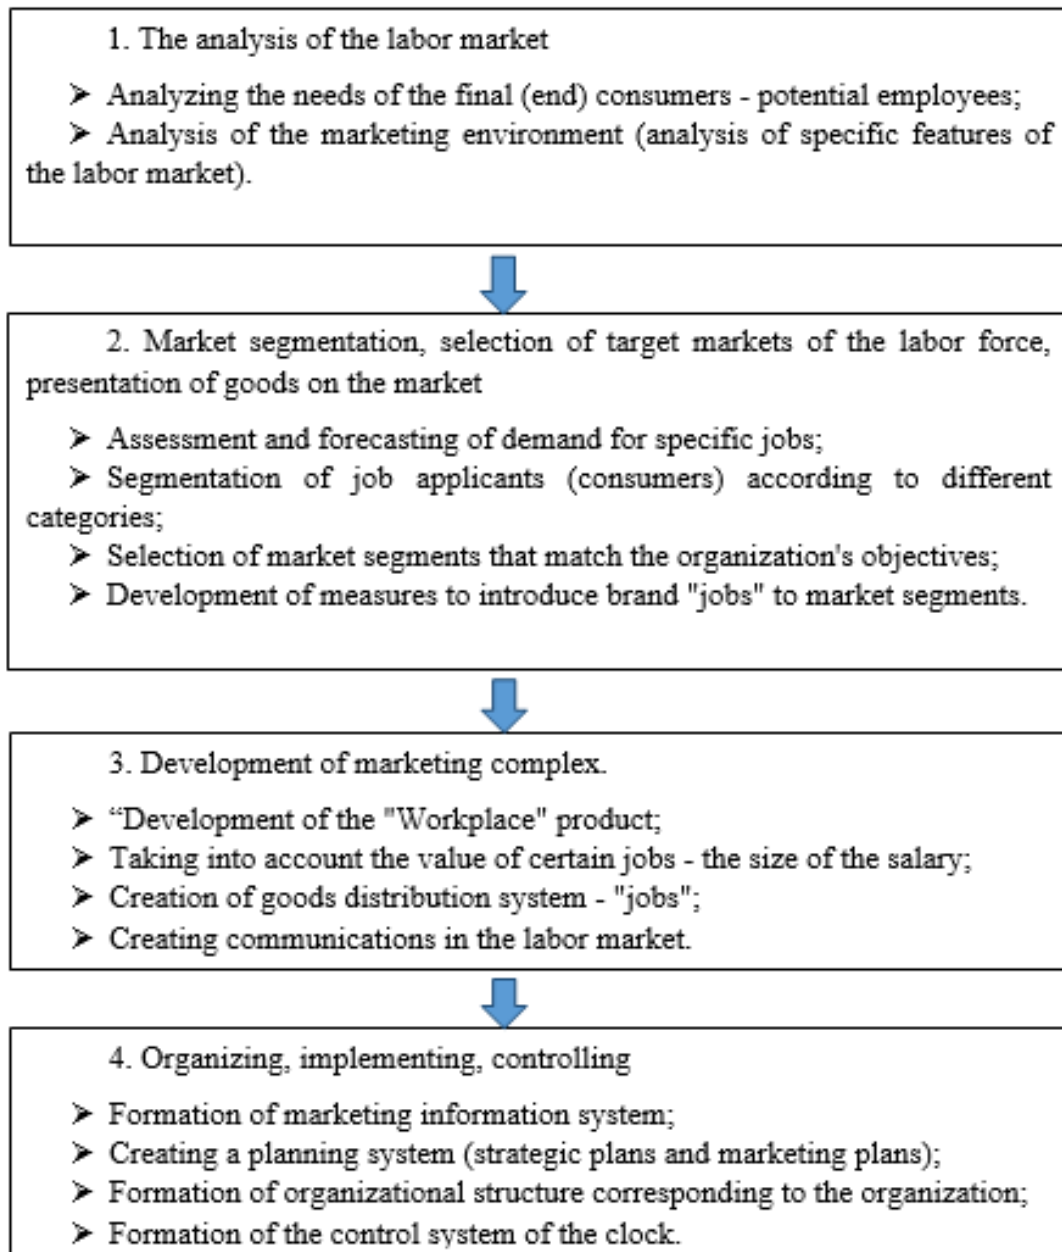 1. The analysis of the labor market
➢ Analyzing the needs of the final (end) consumers - potential employees;
➢ Analysis of the marketing environment (analysis of specific features of
the labor market).
2. Market segmentation, selection of target markets of the labor force,
presentation of goods on the market
➢ Assessment and forecasting of demand for specific jobs;
➢ Segmentation of job applicants (consumers) according to different
categories;
➢ Selection of market segments that match the organization's objectives;
➢ Development of measures to introduce brand "jobs" to market segments.
3. Development of marketing complex.
➢ “Development of the "Workplace" product;
➢ Taking into account the value of certain jobs - the size of the salary;
➢ Creation of goods distribution system - "jobs";
➢ Creating communications in the labor market.
4. Organizing, implementing, controlling
➢ Formation of marketing information system;
➢ Creating a planning system (strategic plans and marketing plans);
➢ Formation of organizational structure corresponding to the organization;
➢ Formation of the control system of the clock.